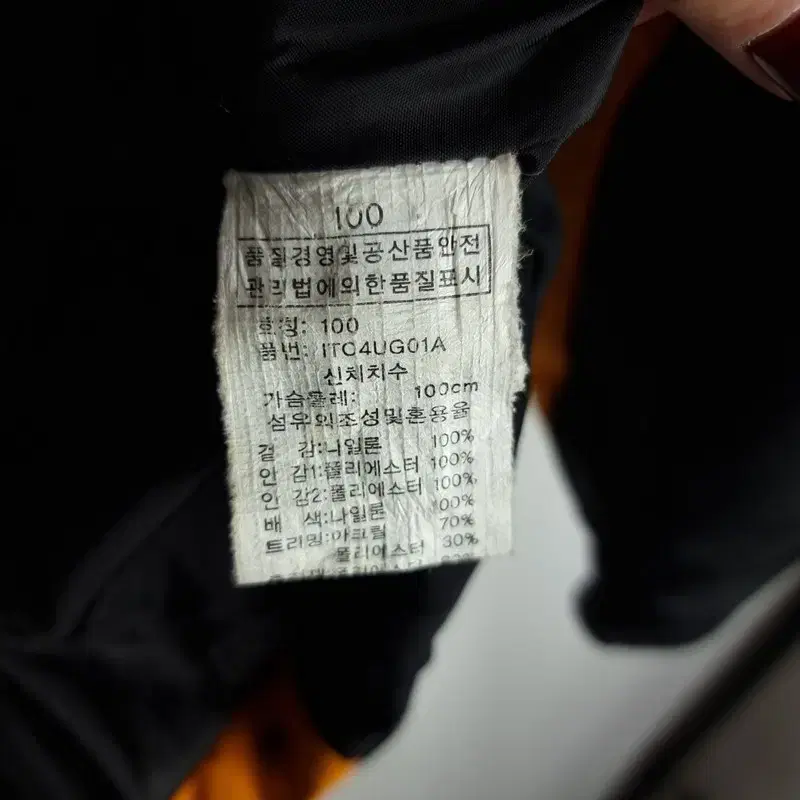 100
품질경영및공산품안전
관리법에의한품질표시
호칭: 100
품번: ITC4UG01A
신체치수
가슴둘레: 100cm
섬유의조성및혼용율
겉 감:나일론 100%
안 감1:폴리에스터 100%
안 감2:폴리에스터 100%
배 색:나일론 100%
트리밍:아크릴 70%
폴리에스터 30%